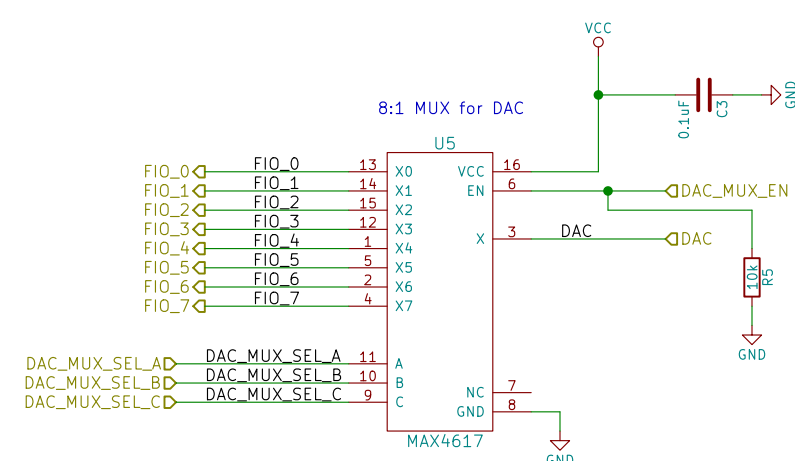 VCC
0.1uF
C3
GND
8:1 MUX for DAC
U5
FIO_0 FIO_0 13 X0 VCC 16
FIO_1 FIO_1 14 X1 EN 6 DAC_MUX_EN
FIO_2 FIO_2 15 X2
FIO_3 FIO_3 12 X3 X 3 DAC DAC
FIO_4 FIO_4 1 X4
FIO_5 FIO_5 5 X5
FIO_6 FIO_6 2 X6
FIO_7 FIO_7 4 X7
10k
R5
GND
DAC_MUX_SEL_A DAC_MUX_SEL_A 11 A
DAC_MUX_SEL_B DAC_MUX_SEL_B 10 B
DAC_MUX_SEL_C DAC_MUX_SEL_C 9 C
NC 7
GND 8
MAX4617
GND